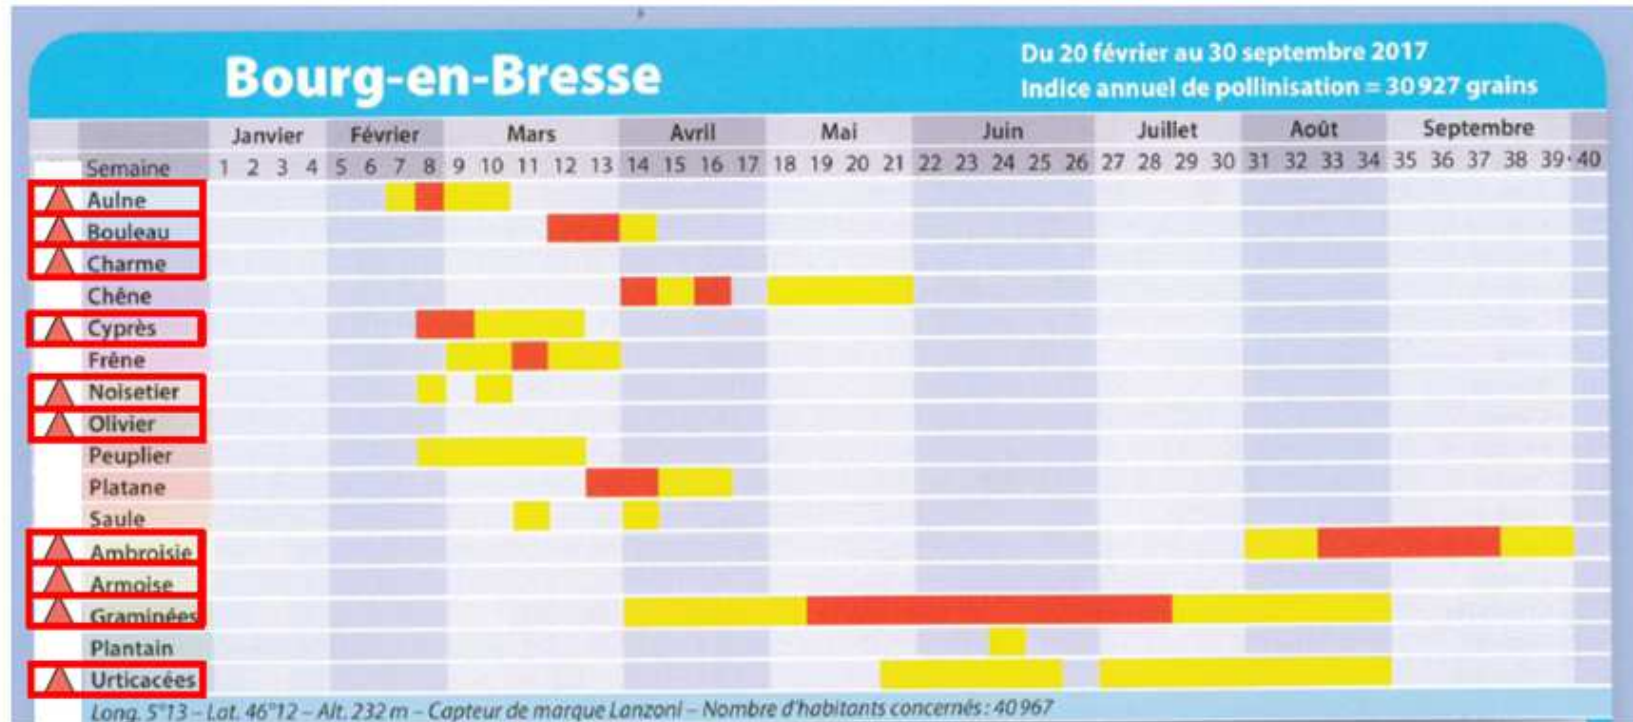 Bourg-en-Bresse
Du 20 février au 30 septembre 2017
Indice annuel de pollinisation = 30 927 grains
Janvier Février Mars Avril Mai Juin Juillet Août Septembre
Semaine 1 2 3 4 5 6 7 8 9 10 11 12 13 14 15 16 17 18 19 20 21 22 23 24 25 26 27 28 29 30 31 32 33 34 35 36 37 38 39 40
Aulne
Bouleau
Charme
Chêne
Cyprès
Frêne
Noisetier
Olivier
Peuplier
Platane
Saule
Ambroisie
Armoise
Graminées
Plantain
Urticacées
Long. 5°13 – Lat. 46°12 – Alt. 232 m – Capteur de marque Lanzoni – Nombre d'habitants concernés : 40 967